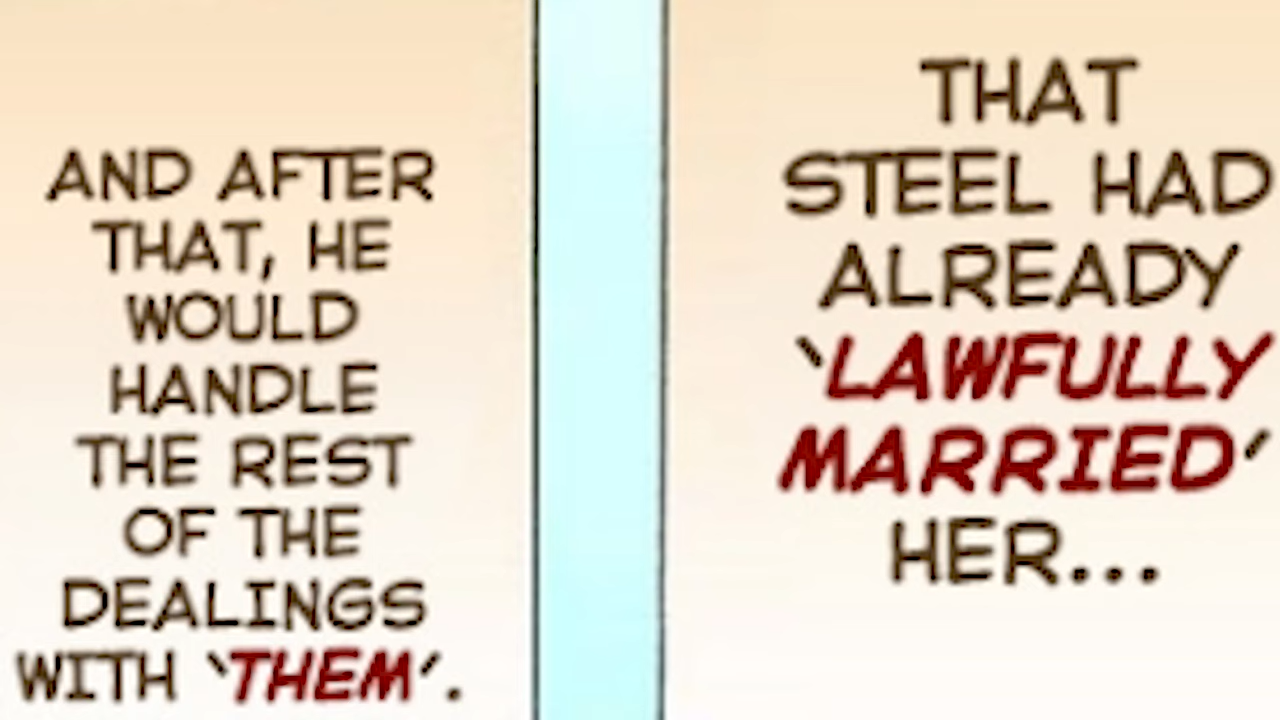 AND AFTER
THAT, HE
WOULD
HANDLE
THE REST
OF THE
DEALINGS
WITH `THEM'.
THAT
STEEL HAD
ALREADY
`LAWFULLY
MARRIED'
HER...